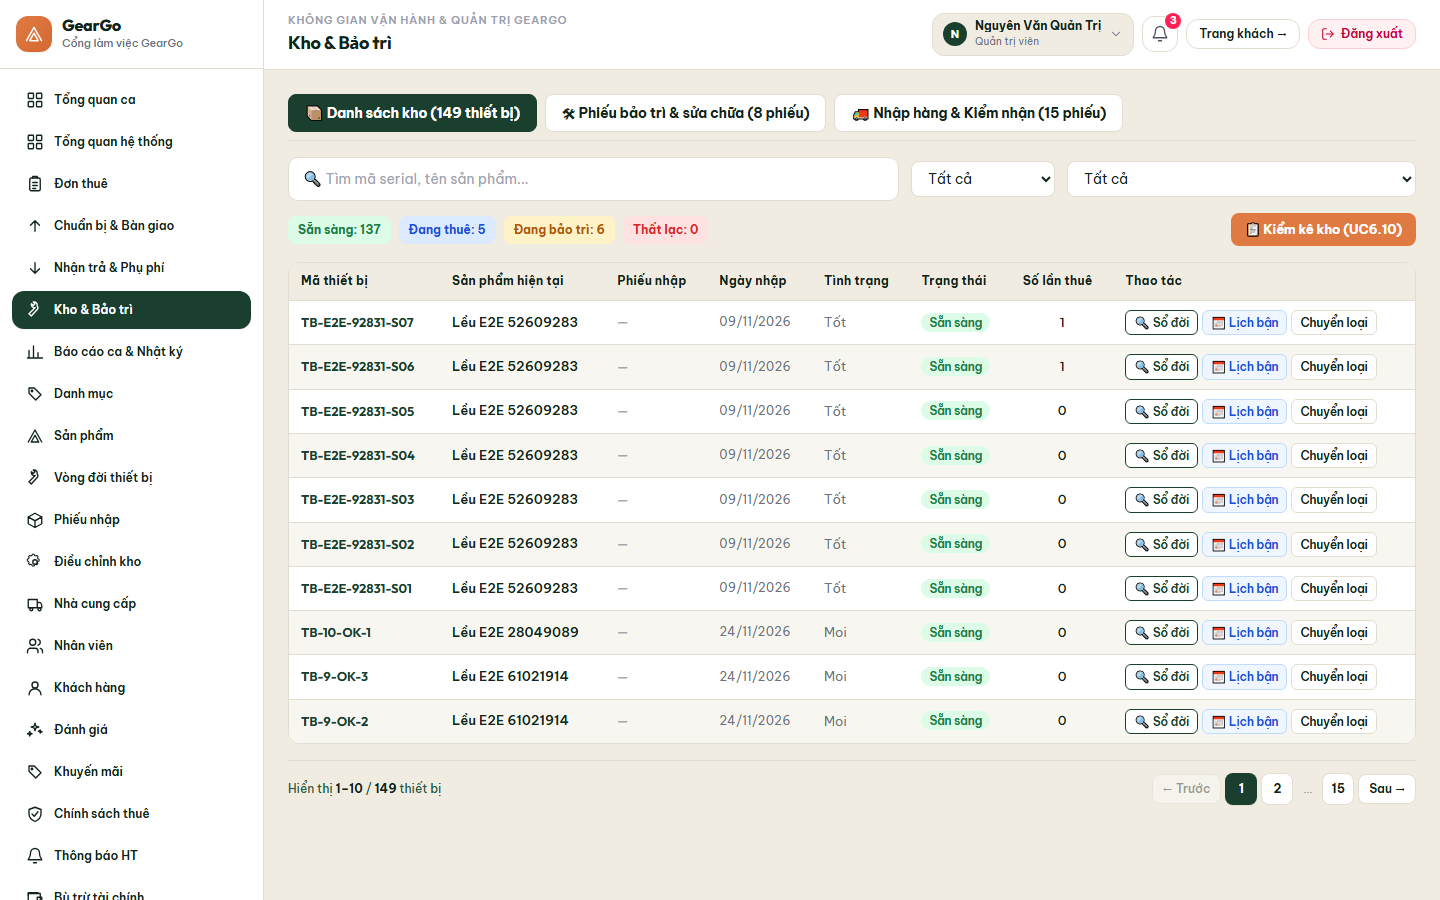 GearGo
Cổng làm việc GearGo
KHÔNG GIAN VẬN HÀNH & QUẢN TRỊ GEARGO
Kho & Bảo trì
N
Nguyễn Văn Quản Trị
Quản trị viên
3
Trang khách →
Đăng xuất
Tổng quan ca
Tổng quan hệ thống
Đơn thuê
Chuẩn bị & Bàn giao
Nhận trả & Phụ phí
Kho & Bảo trì
Báo cáo ca & Nhật ký
Danh mục
Sản phẩm
Vòng đời thiết bị
Phiếu nhập
Điều chỉnh kho
Nhà cung cấp
Nhân viên
Khách hàng
Đánh giá
Khuyến mãi
Chính sách thuê
Thông báo HT
Bù trừ tài chính
Danh sách kho (149 thiết bị)
Phiếu bảo trì & sửa chữa (8 phiếu)
Nhập hàng & Kiểm nhận (15 phiếu)
Tìm mã serial, tên sản phẩm...
Tất cả
Tất cả
Sẵn sàng: 137
Đang thuê: 5
Đang bảo trì: 6
Thất lạc: 0
Kiểm kê kho (UC6.10)
Mã thiết bị Sản phẩm hiện tại Phiếu nhập Ngày nhập Tình trạng Trạng thái Số lần thuê Thao tác
TB-E2E-92831-S07 Lều E2E 52609283 — 09/11/2026 Tốt Sẵn sàng 1 Sổ đời Lịch bận Chuyển loại
TB-E2E-92831-S06 Lều E2E 52609283 — 09/11/2026 Tốt Sẵn sàng 1 Sổ đời Lịch bận Chuyển loại
TB-E2E-92831-S05 Lều E2E 52609283 — 09/11/2026 Tốt Sẵn sàng 0 Sổ đời Lịch bận Chuyển loại
TB-E2E-92831-S04 Lều E2E 52609283 — 09/11/2026 Tốt Sẵn sàng 0 Sổ đời Lịch bận Chuyển loại
TB-E2E-92831-S03 Lều E2E 52609283 — 09/11/2026 Tốt Sẵn sàng 0 Sổ đời Lịch bận Chuyển loại
TB-E2E-92831-S02 Lều E2E 52609283 — 09/11/2026 Tốt Sẵn sàng 0 Sổ đời Lịch bận Chuyển loại
TB-E2E-92831-S01 Lều E2E 52609283 — 09/11/2026 Tốt Sẵn sàng 0 Sổ đời Lịch bận Chuyển loại
TB-10-OK-1 Lều E2E 28049089 — 24/11/2026 Moi Sẵn sàng 0 Sổ đời Lịch bận Chuyển loại
TB-9-OK-3 Lều E2E 61021914 — 24/11/2026 Moi Sẵn sàng 0 Sổ đời Lịch bận Chuyển loại
TB-9-OK-2 Lều E2E 61021914 — 24/11/2026 Moi Sẵn sàng 0 Sổ đời Lịch bận Chuyển loại
Hiển thị 1–10 / 149 thiết bị
← Trước 1 2 ... 15 Sau →